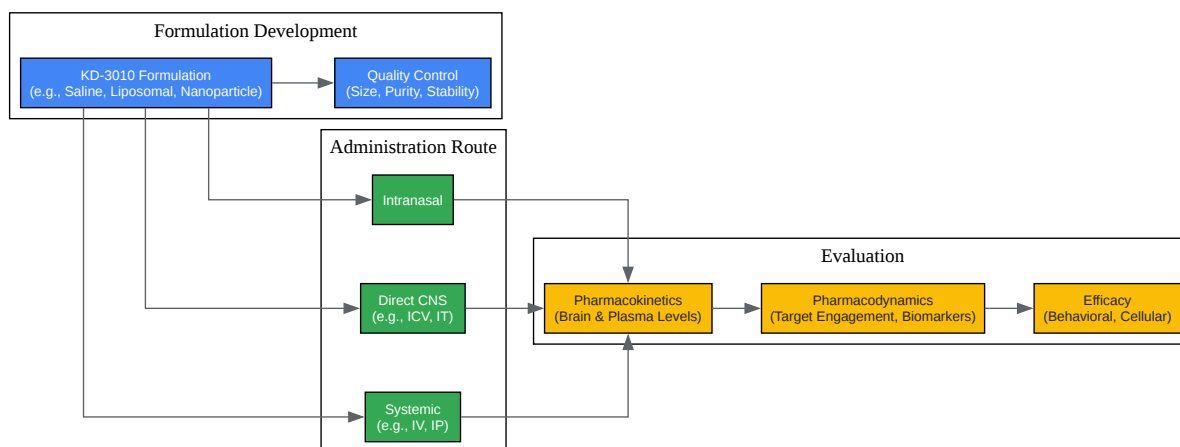 Formulation Development
KD-3010 Formulation
(e.g., Saline, Liposomal, Nanoparticle)
Quality Control
(Size, Purity, Stability)
Administration Route
Intranasal
Direct CNS
(e.g., ICV, IT)
Systemic
(e.g., IV, IP)
Evaluation
Pharmacokinetics
(Brain & Plasma Levels)
Pharmacodynamics
(Target Engagement, Biomarkers)
Efficacy
(Behavioral, Cellular)